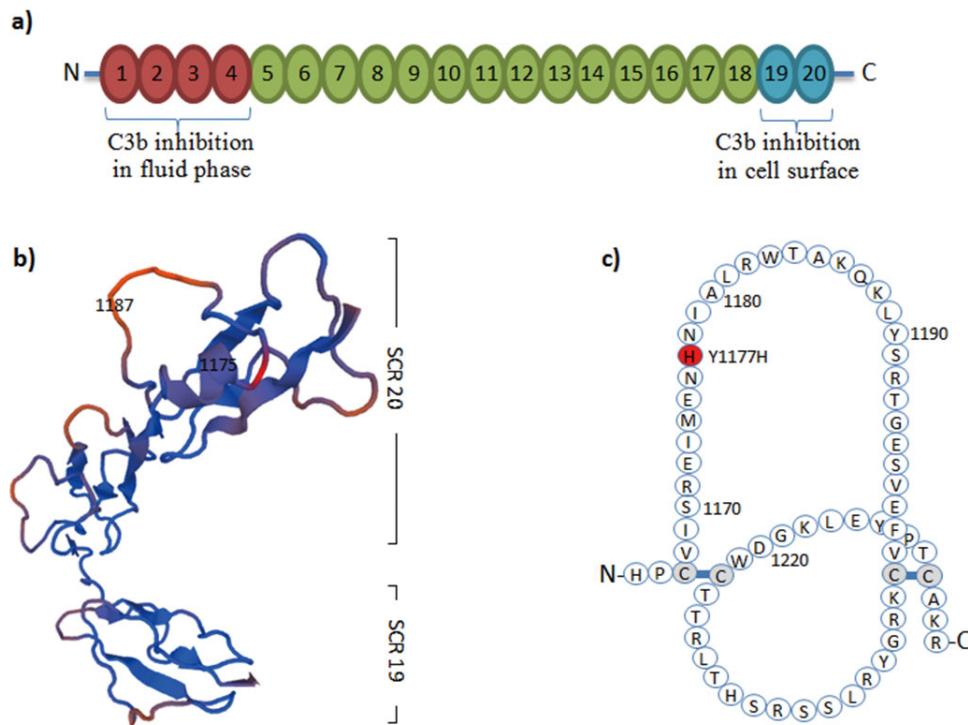 a)
N 1 2 3 4 5 6 7 8 9 10 11 12 13 14 15 16 17 18 19 20 C
C3b inhibition
in fluid phase
C3b inhibition
in cell surface
b)
1187
1175
SCR 20
SCR 19
c)
N-HPCVISREIMENHNIALRWTAKQKLYSRTGESVEFVCKRGYRLSSRSHTLRTTCWDGKLEYPTCAKR-C
1170
Y1177H
1180
1190
1220